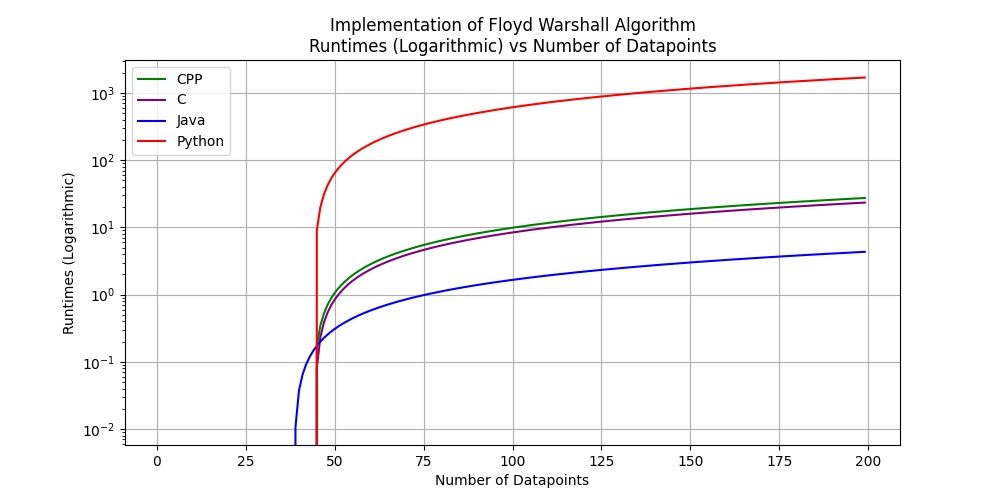 Implementation of Floyd Warshall Algorithm
Runtimes (Logarithmic) vs Number of Datapoints
CPP
C
Java
Python
Runtimes (Logarithmic)
10³
10²
10¹
10⁰
10⁻¹
10⁻²
0 25 50 75 100 125 150 175 200
Number of Datapoints